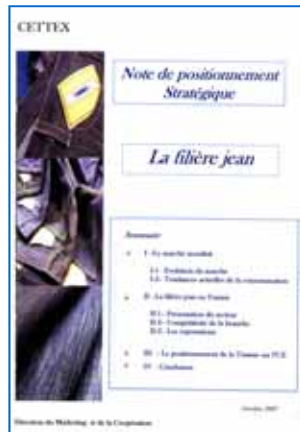 CETTEX
Note de positionnement
Stratégique
La filière jean
Sommaire
I - Le marché mondial
I-1- Evolution du marché
I-2- Tendances actuelles de la consommation
II - La filière jean en Tunisie
II-1- Présentation du secteur
II-2- Compétitivité de la branche
II-3- Les exportations
III - Le positionnement de la Tunisie en l'UE
IV - Conclusion
Octobre 2007
Direction du Marketing et de la Coopération